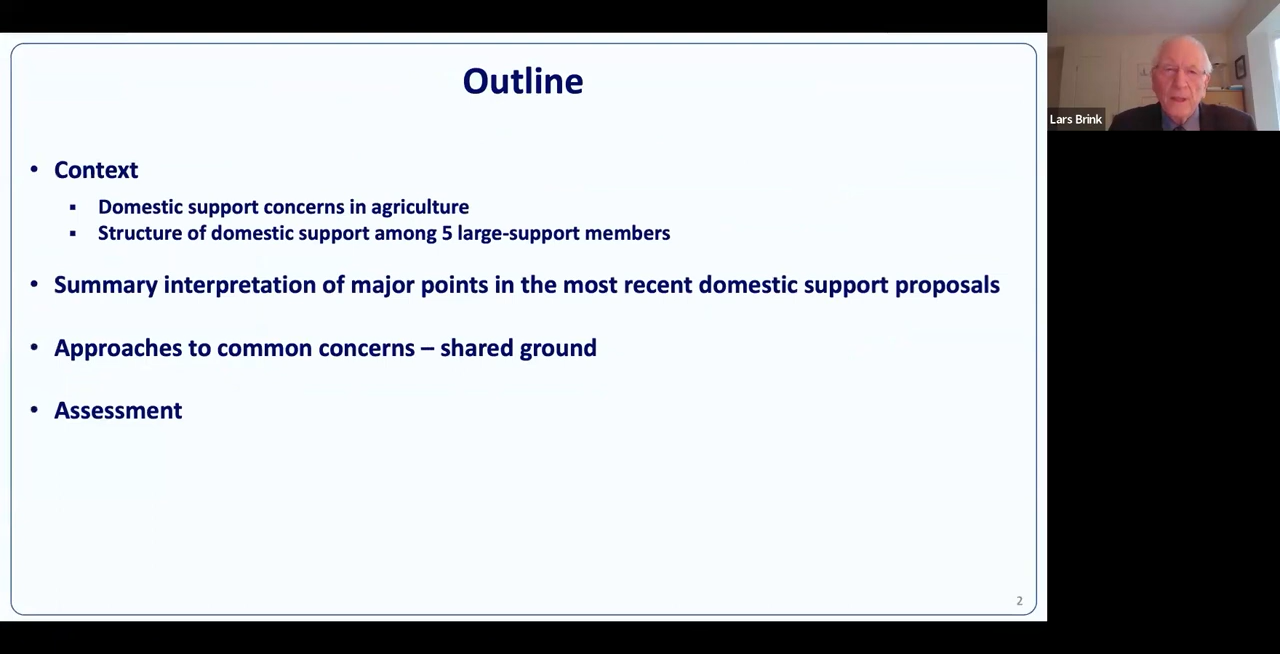 Outline
Lars Brink
• Context
▪ Domestic support concerns in agriculture
▪ Structure of domestic support among 5 large-support members
• Summary interpretation of major points in the most recent domestic support proposals
• Approaches to common concerns – shared ground
• Assessment
2